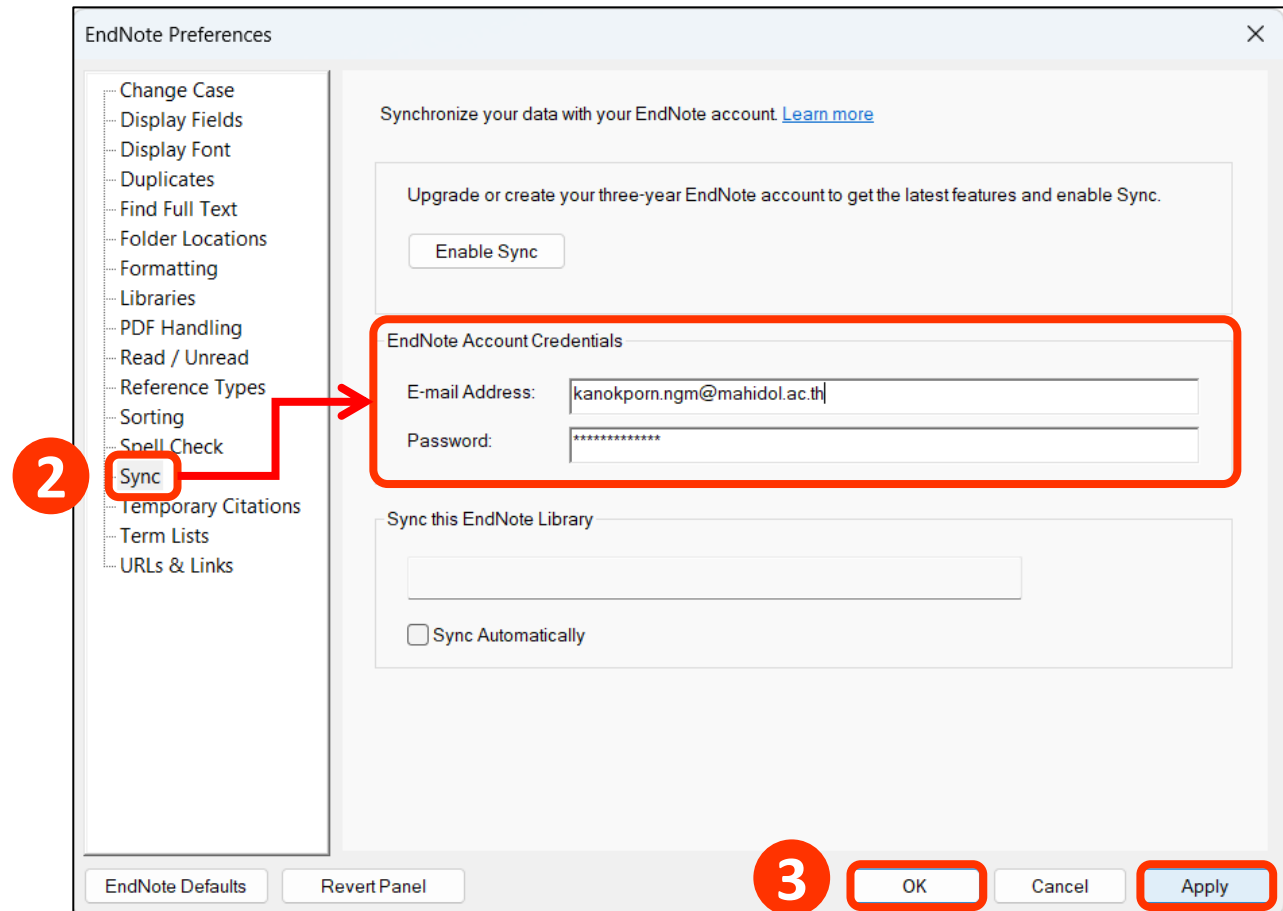 EndNote Preferences
Change Case
Display Fields
Display Font
Duplicates
Find Full Text
Folder Locations
Formatting
Libraries
PDF Handling
Read / Unread
Reference Types
Sorting
Spell Check
2
Sync
Temporary Citations
Term Lists
URLs & Links
Synchronize your data with your EndNote account. Learn more
Upgrade or create your three-year EndNote account to get the latest features and enable Sync.
Enable Sync
EndNote Account Credentials
E-mail Address: kanokporn.ngm@mahidol.ac.th
Password: *************
Sync this EndNote Library
Sync Automatically
EndNote Defaults Revert Panel 3 OK Cancel Apply